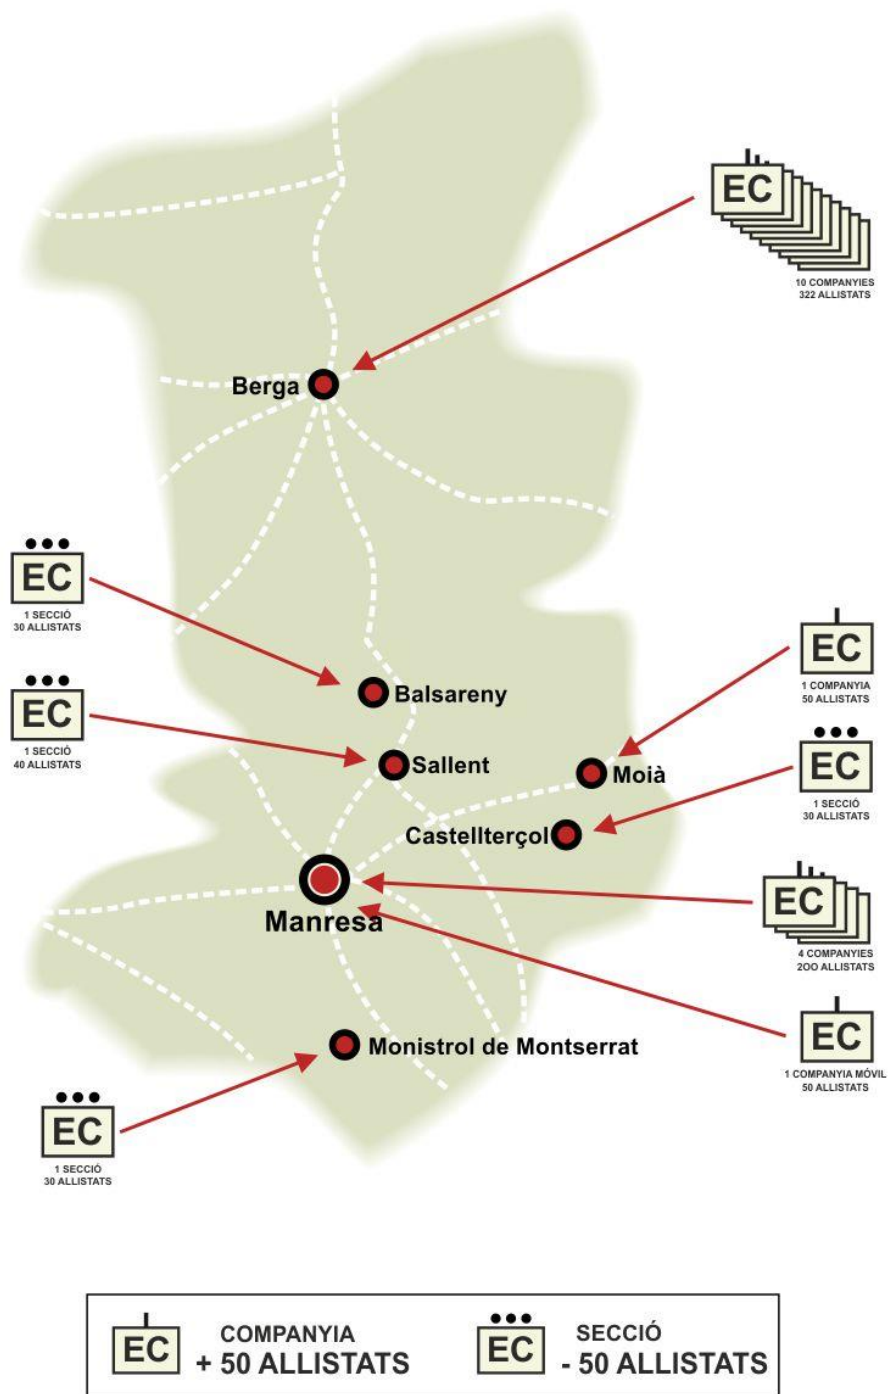 EC
10 COMPANYIES
322 ALLISTATS
Berga
EC
1 SECCIÓ
30 ALLISTATS
EC
1 COMPANYIA
50 ALLISTATS
EC
1 SECCIÓ
40 ALLISTATS
Balsareny
Sallent
Moià
EC
1 SECCIÓ
30 ALLISTATS
Castellterçol
Manresa
EC
4 COMPANYIES
2OO ALLISTATS
EC
1 COMPANYIA MÓVIL
50 ALLISTATS
Monistrol de Montserrat
EC
1 SECCIÓ
30 ALLISTATS
EC
COMPANYIA
+ 50 ALLISTATS
EC
SECCIÓ
- 50 ALLISTATS